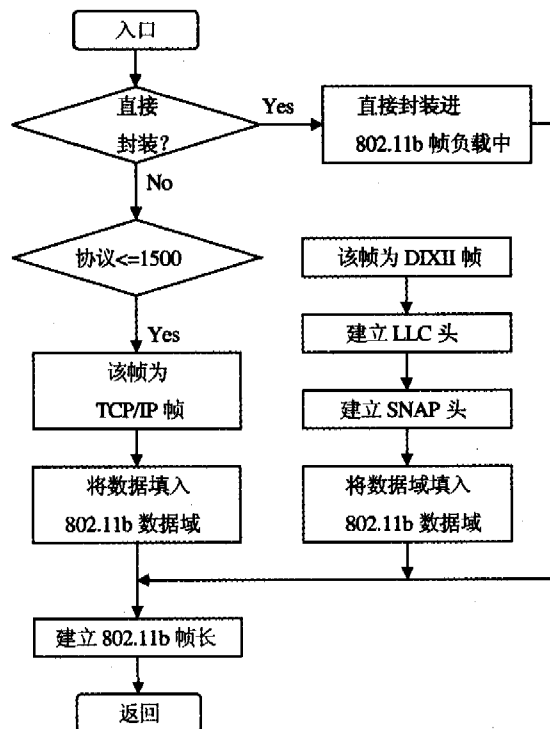 入口
直接
封装?
Yes
直接封装进
802.11b 帧负载中
No
协议<=1500
Yes
该帧为
TCP/IP 帧
将数据填入
802.11b 数据域
该帧为 DIXII 帧
建立 LLC 头
建立 SNAP 头
将数据域填入
802.11b 数据域
建立 802.11b 帧长
返回